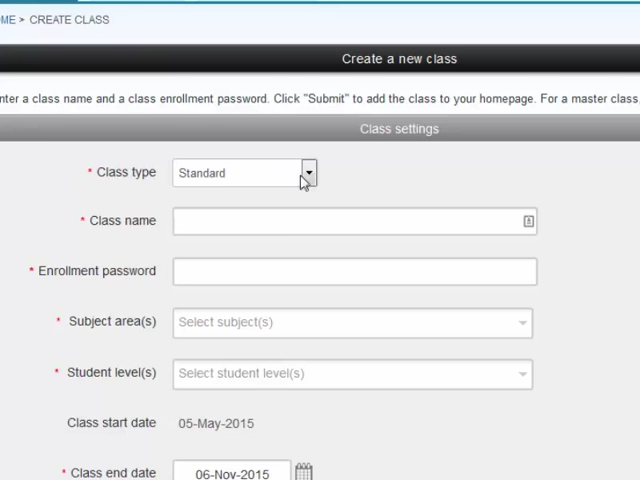 OME > CREATE CLASS
Create a new class
nter a class name and a class enrollment password. Click "Submit" to add the class to your homepage. For a master class,
Class settings
* Class type Standard
* Class name
* Enrollment password
* Subject area(s) Select subject(s)
* Student level(s) Select student level(s)
Class start date 05-May-2015
* Class end date 06-Nov-2015